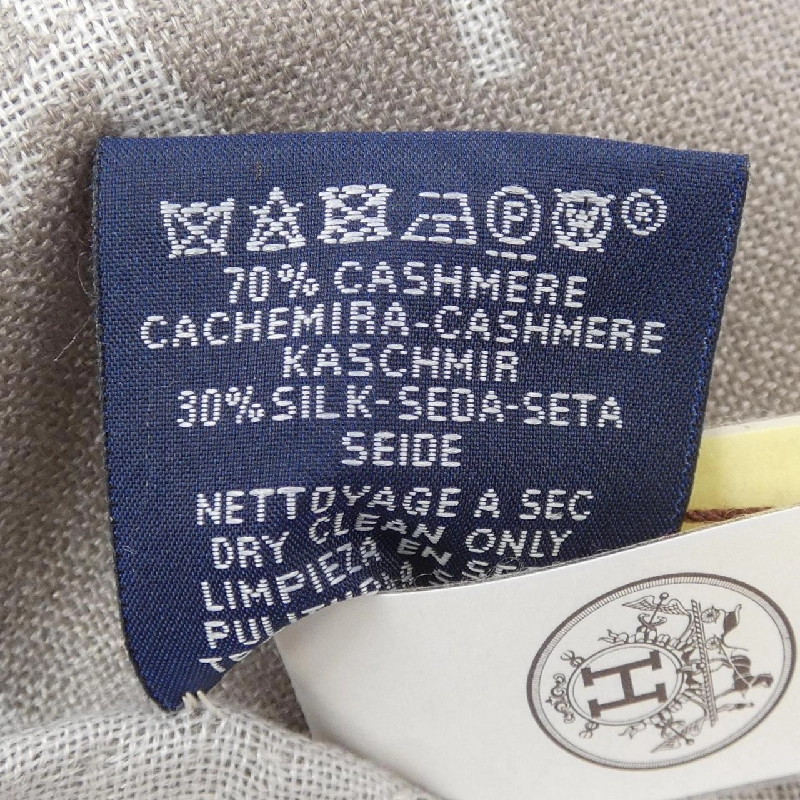 P W ®
70% CASHMERE
CACHEMIRA-CASHMERE
KASCHMIR
30% SILK-SEDA-SETA
SEIDE
NETTOYAGE A SEC
DRY CLEAN ONLY
LIMPIEZA EN
H